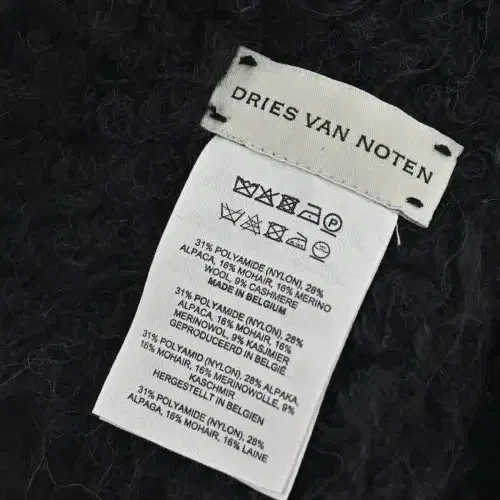 DRIES VAN NOTEN
P
31% POLYAMIDE (NYLON), 28%
ALPACA, 16% MOHAIR, 16% MERINO
WOOL, 9% CASHMERE
MADE IN BELGIUM
31% POLYAMIDE (NYLON), 28%
ALPACA, 16% MOHAIR, 16%
MERINOWOL, 9% KASJMIER
GEPRODUCEERD IN BELGIË
31% POLYAMID (NYLON), 28% ALPAKA,
16% MOHAIR, 16% MERINOWOLLE, 9%
KASCHMIR
HERGESTELLT IN BELGIEN
31% POLYAMIDE (NYLON), 28%
ALPAGA, 16% MOHAIR, 16% LAINE